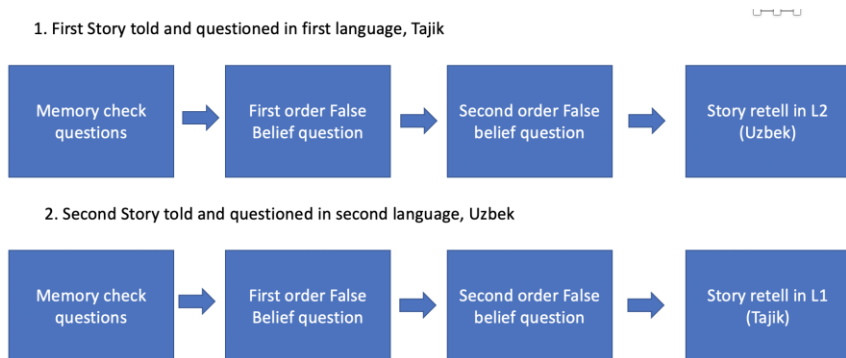 1. First Story told and questioned in first language, Tajik
Memory check
questions
First order False
Belief question
Second order False
belief question
Story retell in L2
(Uzbek)
2. Second Story told and questioned in second language, Uzbek
Memory check
questions
First order False
Belief question
Second order False
belief question
Story retell in L1
(Tajik)